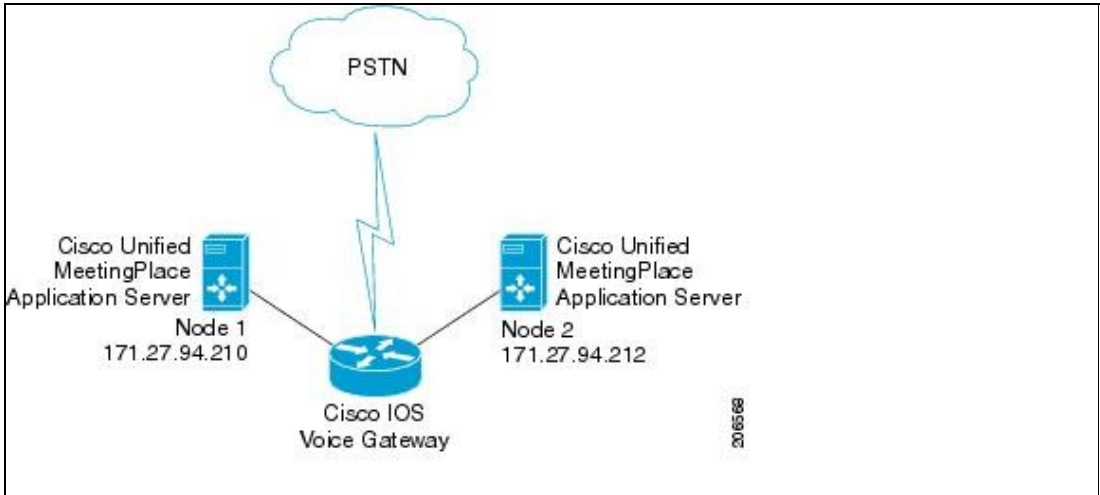 PSTN
Cisco Unified
MeetingPlace
Application Server
Node 1
171.27.94.210
Cisco Unified
MeetingPlace
Application Server
Node 2
171.27.94.212
Cisco IOS
Voice Gateway
206568